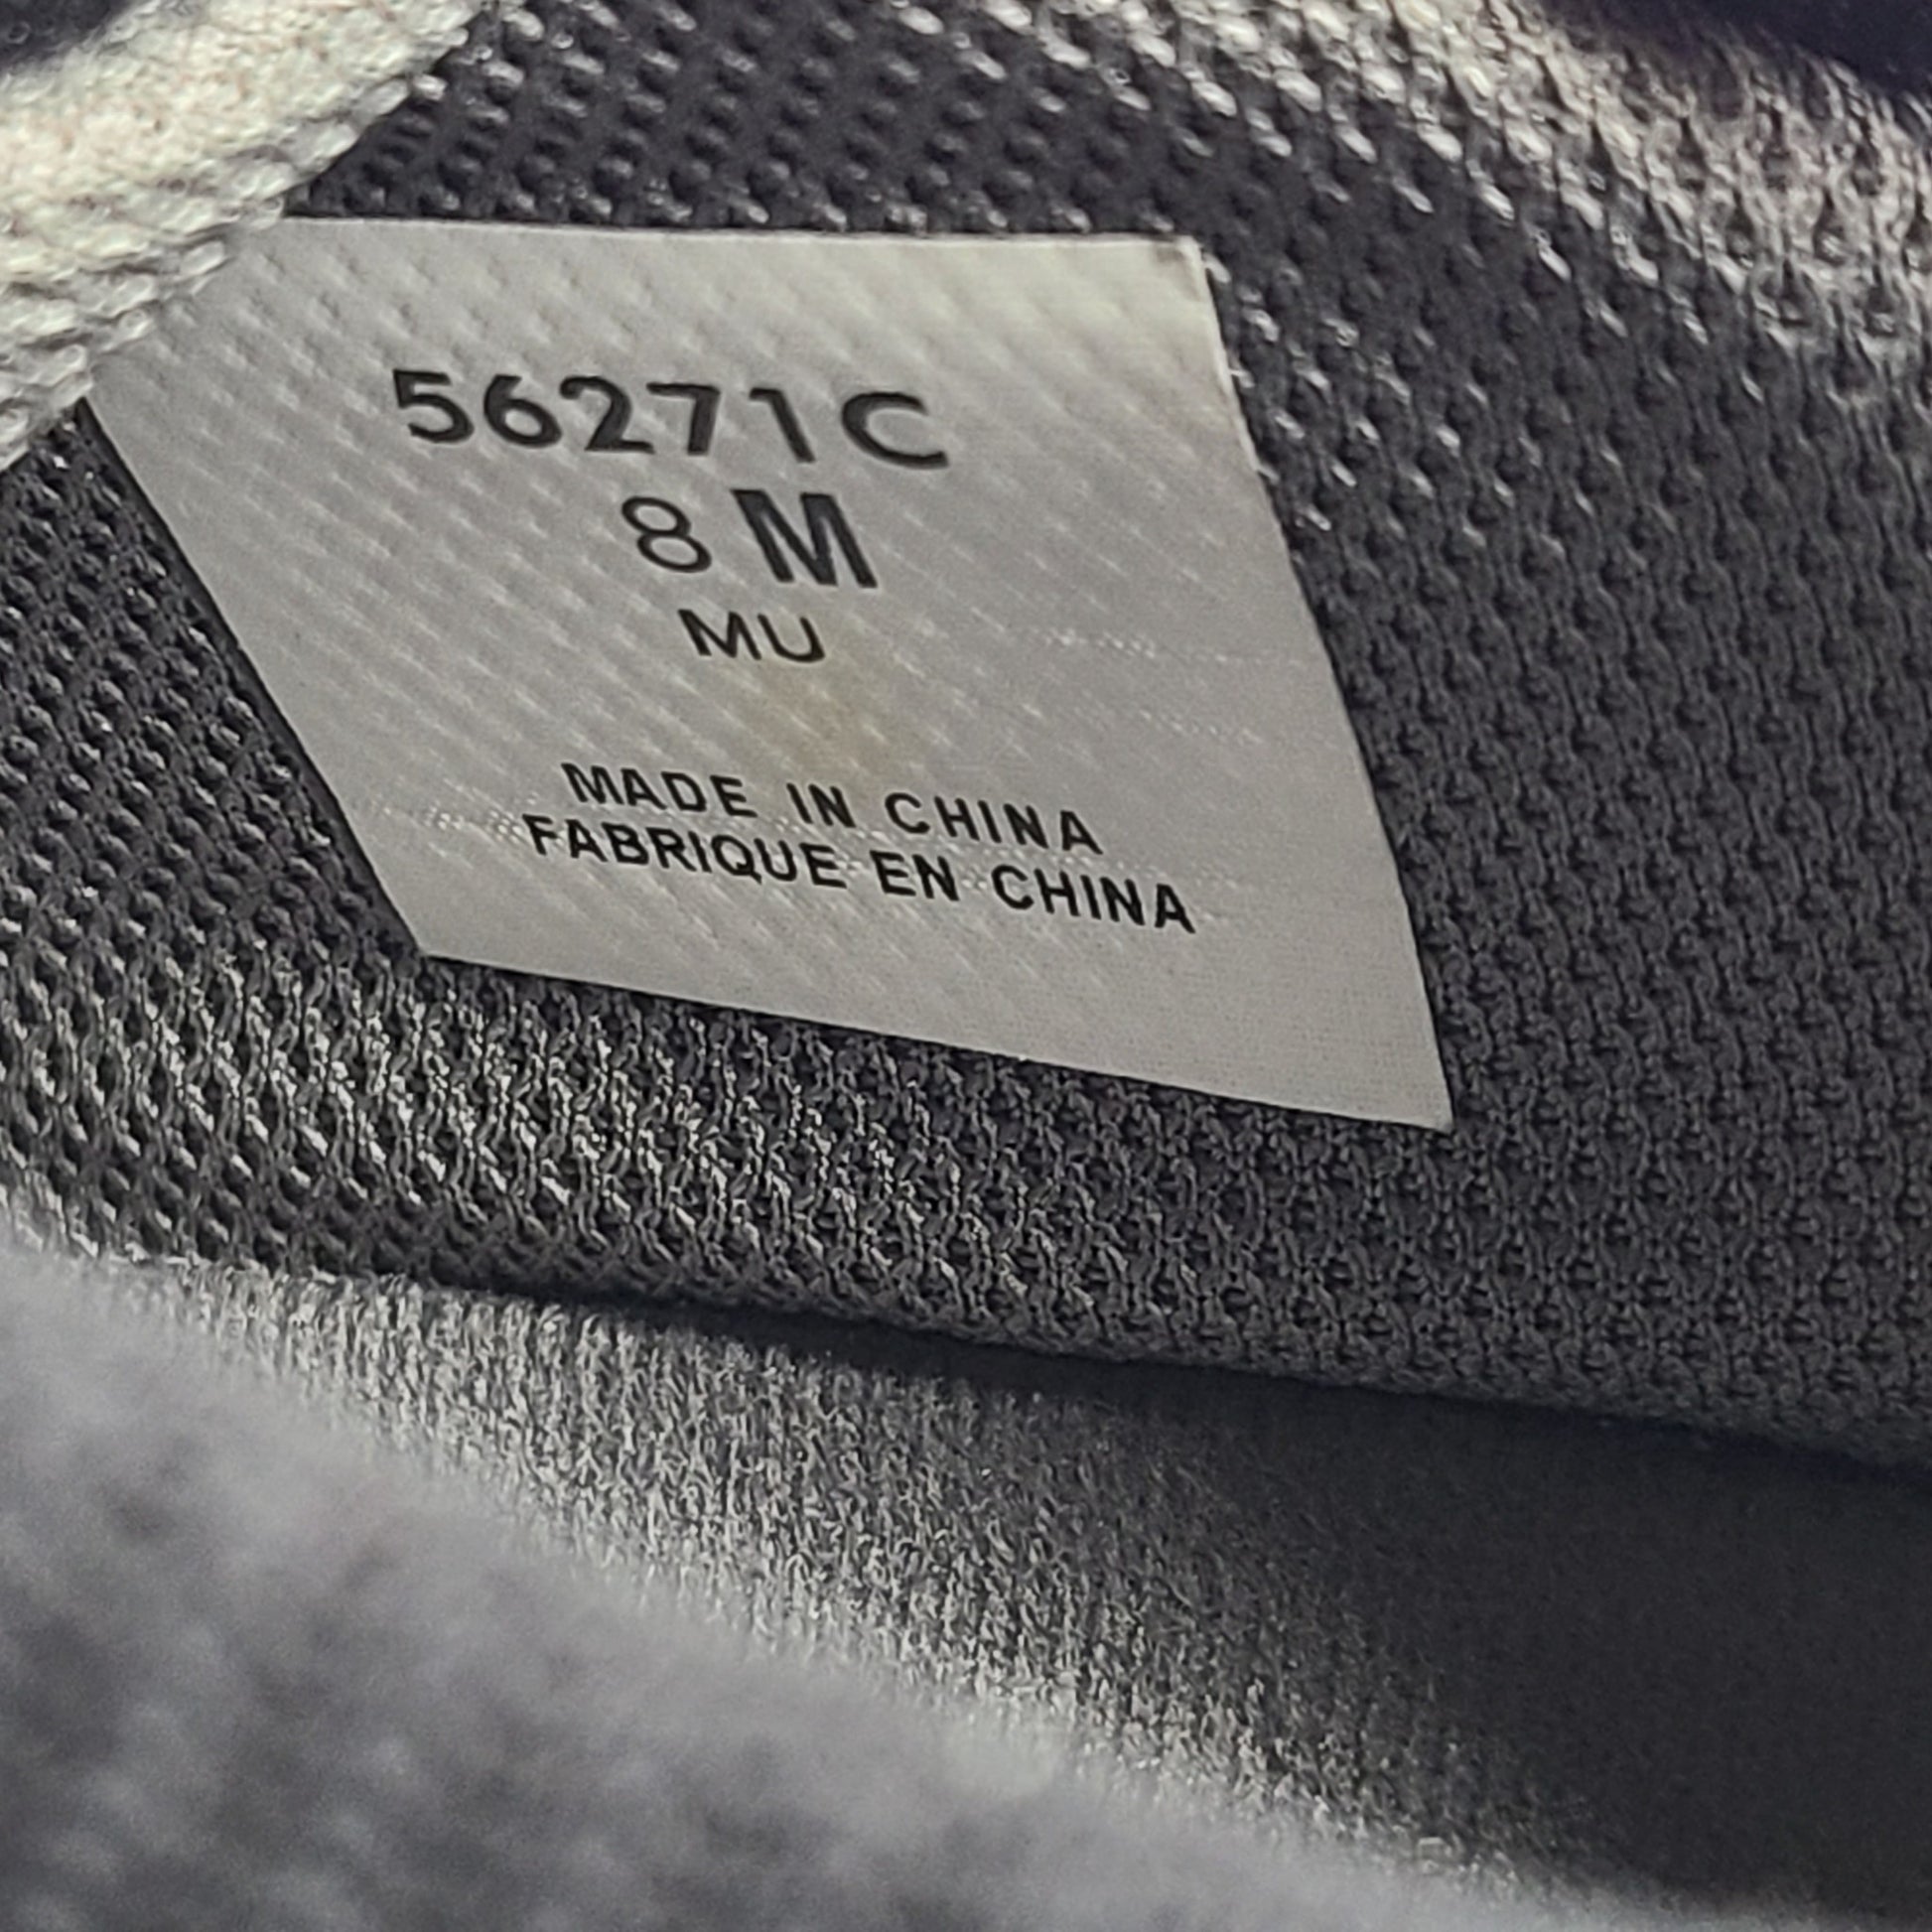 56271C
8 M
MU
MADE IN CHINA
FABRIQUE EN CHINA